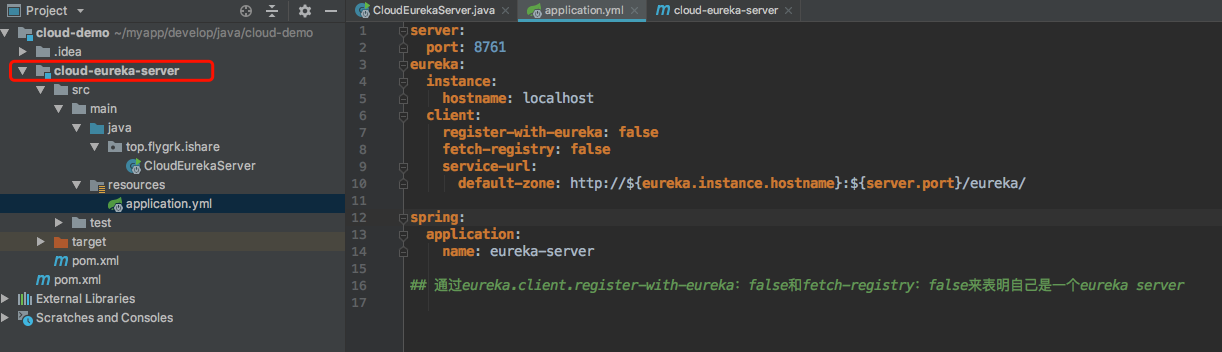 Project
cloud-demo ~/myapp/develop/java/cloud-demo
.idea
cloud-eureka-server
src
main
java
top.flygrk.ishare
CloudEurekaServer
resources
application.yml
test
target
pom.xml
pom.xml
External Libraries
Scratches and Consoles
CloudEurekaServer.java
application.yml
cloud-eureka-server
1 server:
2   port: 8761
3 eureka:
4   instance:
5     hostname: localhost
6   client:
7     register-with-eureka: false
8     fetch-registry: false
9     service-url:
10       default-zone: http://${eureka.instance.hostname}:${server.port}/eureka/
11
12 spring:
13   application:
14     name: eureka-server
15
16 ## 通过eureka.client.register-with-eureka: false和fetch-registry: false来表明自己是一个eureka server
17